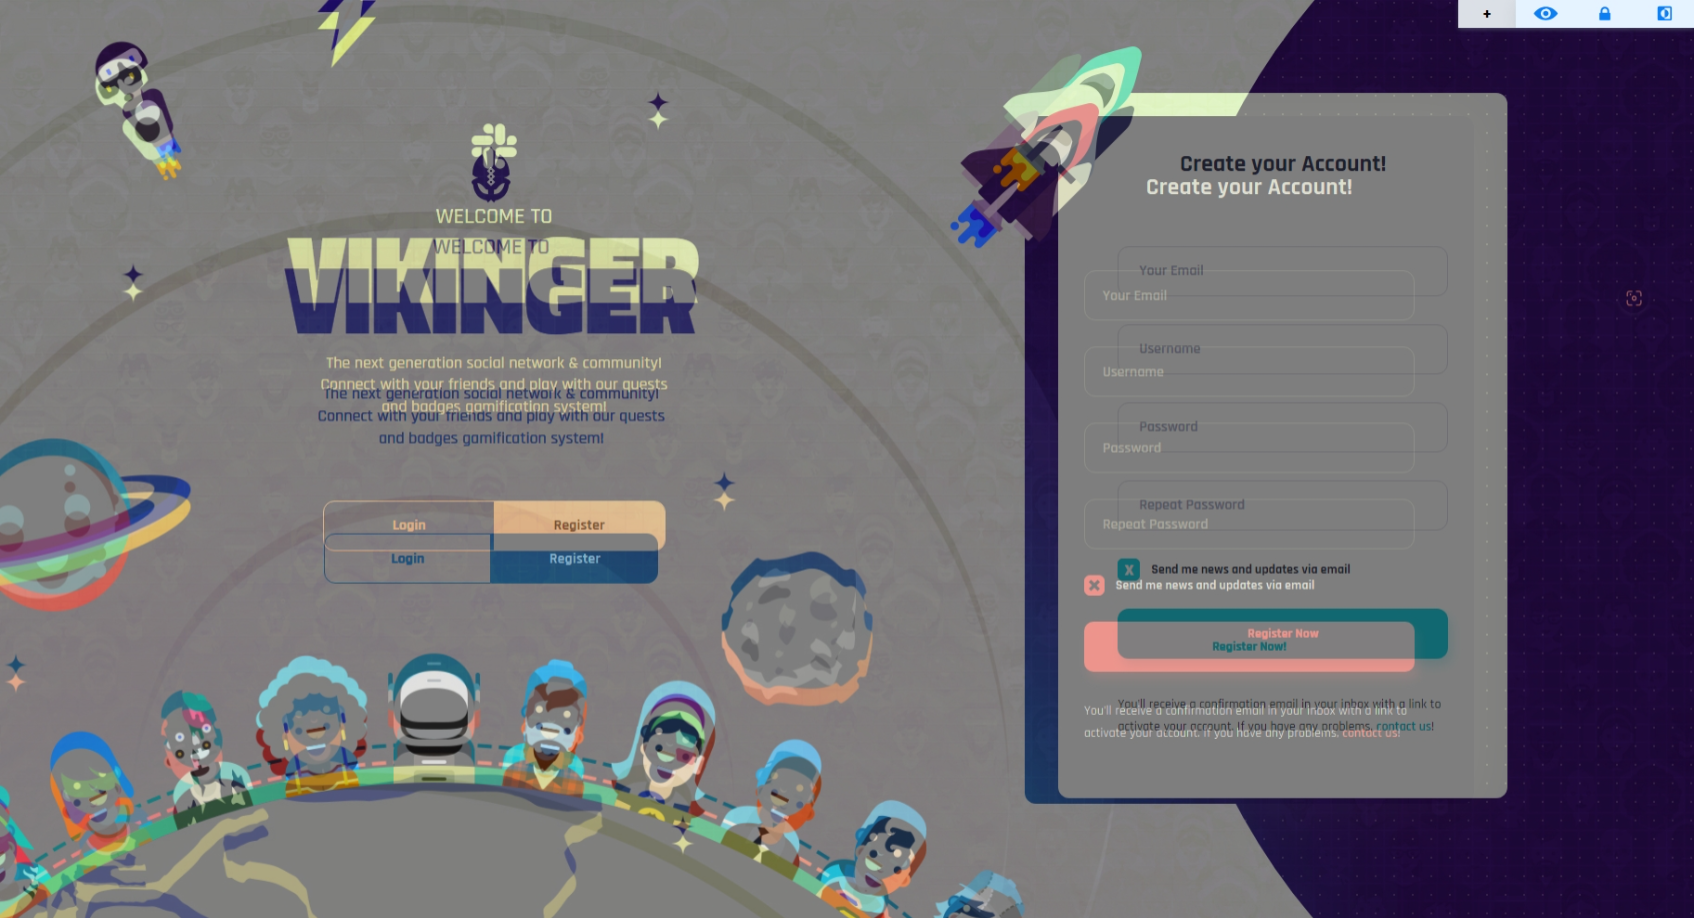 +
WELCOME TO
WELCOME TO
VIKINGER
VIKINGER
The next generation social network & community!
Connect with your friends and play with our quests
and badges gamification system!
The next generation social network & community!
Connect with your friends and play with our quests
and badges gamification system!
Login Register
Login Register
Create your Account!
Create your Account!
Your Email
Your Email
Username
Username
Password
Password
Repeat Password
Repeat Password
Send me news and updates via email
Send me news and updates via email
Register Now
Register Now!
You'll receive a confirmation email in your inbox with a link to
You'll receive a confirmation email in your inbox with a link to
activate your account. If you have any problems, contact us!
activate your account. If you have any problems, contact us!